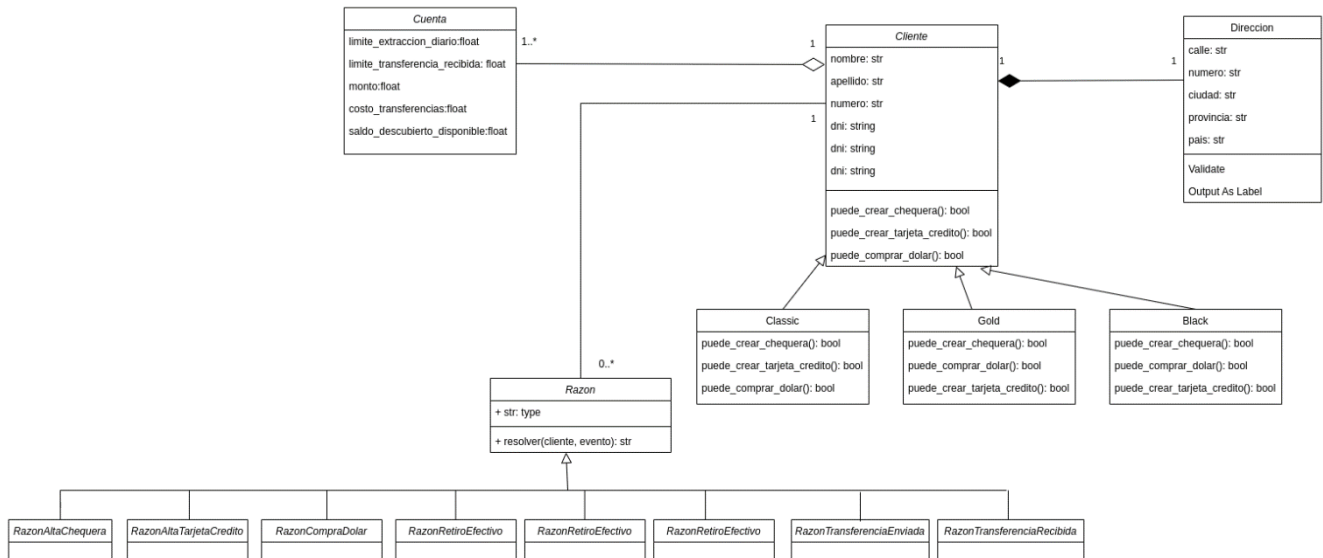 Cuenta
limite_extraccion_diario:float
limite_transferencia_recibida: float
monto:float
costo_transferencias:float
saldo_descubierto_disponible:float
1..*
1
Cliente
nombre: str
apellido: str
numero: str
dni: string
dni: string
dni: string
puede_crear_chequera(): bool
puede_crear_tarjeta_credito(): bool
puede_comprar_dolar(): bool
1
1
1
Direccion
calle: str
numero: str
ciudad: str
provincia: str
pais: str
Validate
Output As Label
Classic
puede_crear_chequera(): bool
puede_crear_tarjeta_credito(): bool
puede_comprar_dolar(): bool
Gold
puede_crear_chequera(): bool
puede_comprar_dolar(): bool
puede_crear_tarjeta_credito(): bool
Black
puede_crear_chequera(): bool
puede_comprar_dolar(): bool
puede_crear_tarjeta_credito(): bool
0..*
Razon
+ str: type
+ resolver(cliente, evento): str
RazonAltaChequera
RazonAltaTarjetaCredito
RazonCompraDolar
RazonRetiroEfectivo
RazonRetiroEfectivo
RazonRetiroEfectivo
RazonTransferenciaEnviada
RazonTransferenciaRecibida